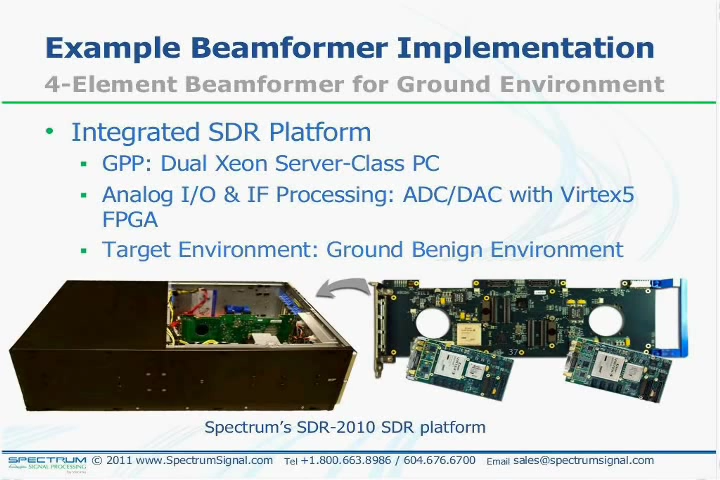 Example Beamformer Implementation
4-Element Beamformer for Ground Environment
• Integrated SDR Platform
▪ GPP: Dual Xeon Server-Class PC
▪ Analog I/O & IF Processing: ADC/DAC with Virtex5
FPGA
▪ Target Environment: Ground Benign Environment
37
Spectrum's SDR-2010 SDR platform
SPECTRUM
SIGNAL PROCESSING
© 2011 www.SpectrumSignal.com Tel +1.800.663.8986 / 604.676.6700 Email sales@spectrumsignal.com